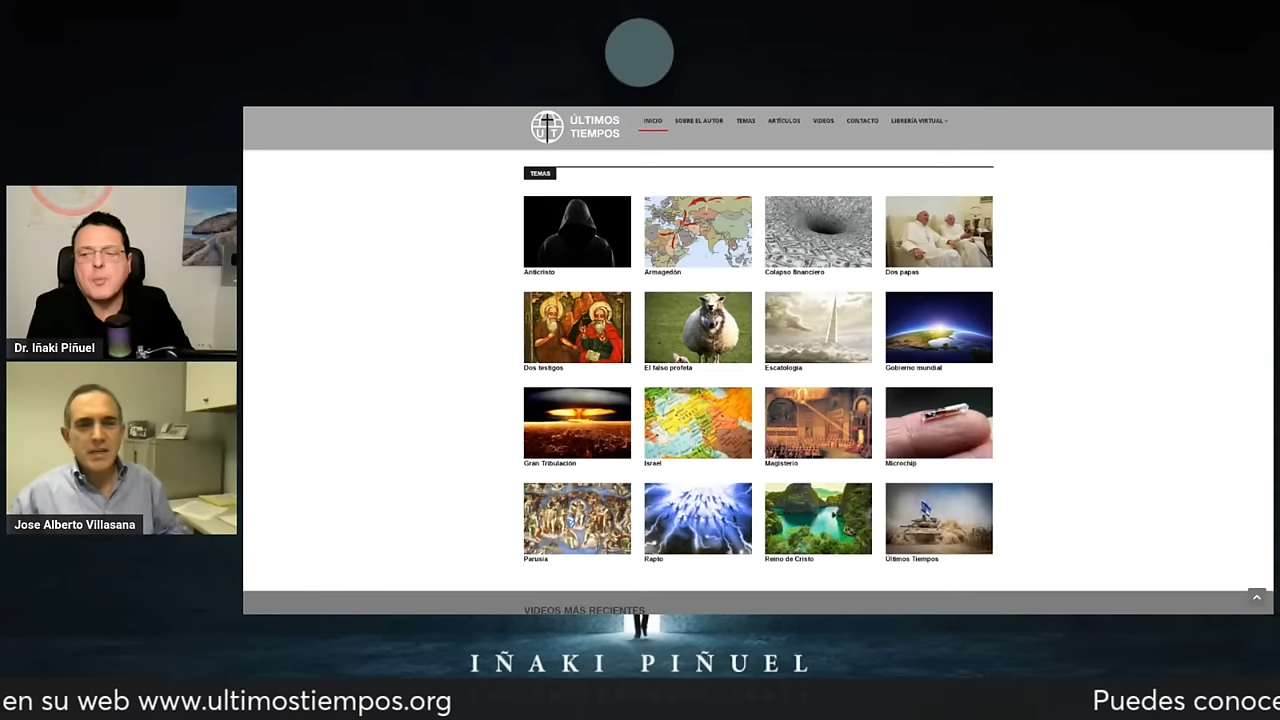 ÚLTIMOS
TIEMPOS
INICIO SOBRE EL AUTOR TEMAS ARTÍCULOS VIDEOS CONTACTO LIBRERÍA VIRTUAL
UT
TEMAS
Anticristo Armagedón Colapso financiero Dos papas
Dos testigos El falso profeta Escatología Gobierno mundial
Gran Tribulación Israel Magisterio Microchip
Parusía Rapto Reino de Cristo Últimos Tiempos
VIDEOS MÁS RECIENTES
Dr. Iñaki Piñuel
Jose Alberto Villasana
IÑAKI PIÑUEL
en su web www.ultimostiempos.org Puedes conoce